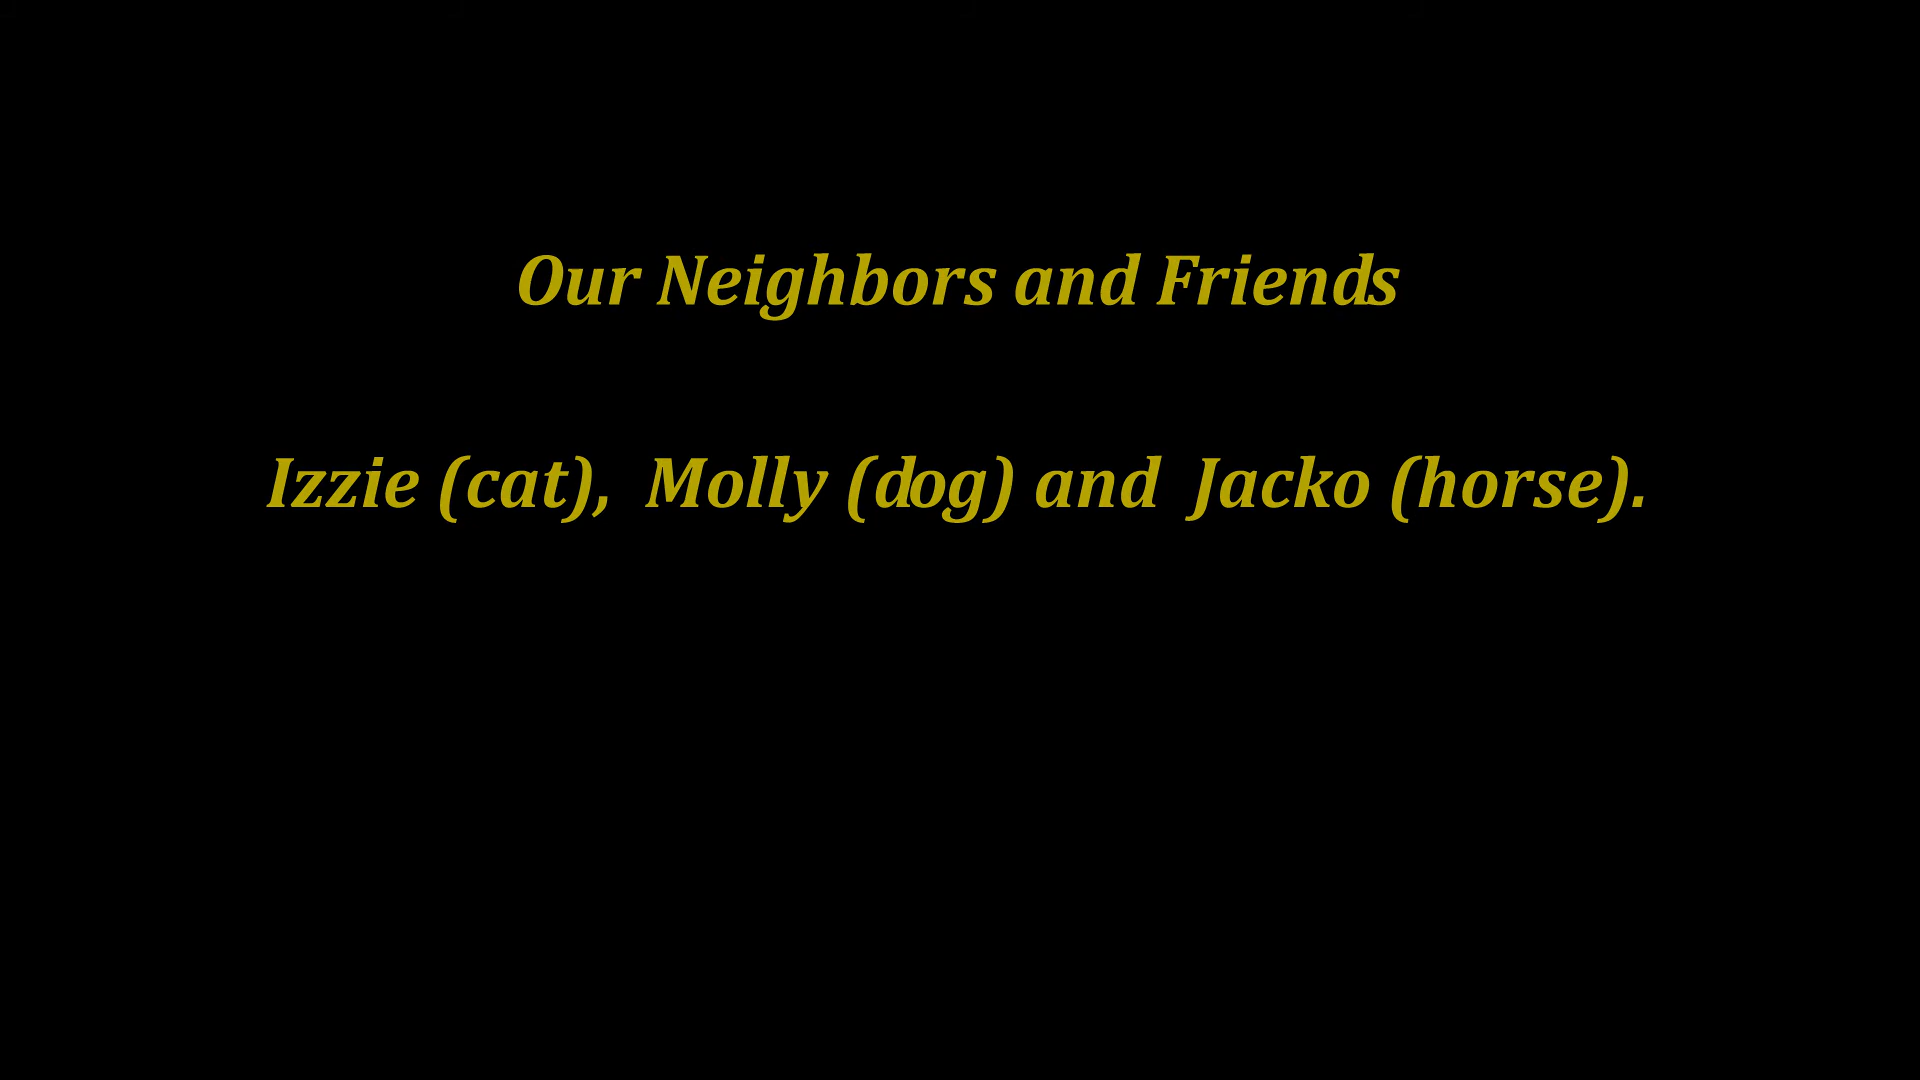 Our Neighbors and Friends
Izzie (cat),  Molly (dog) and  Jacko (horse).